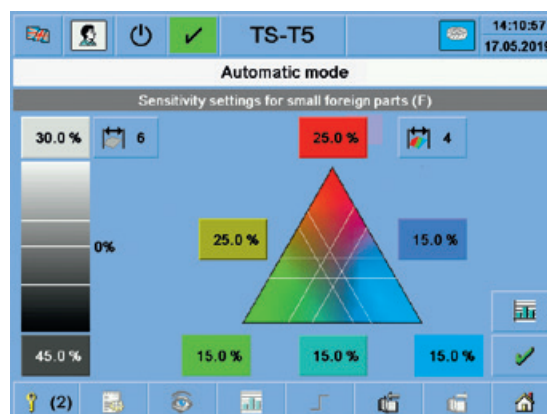 TS-T5
14:10:57
17.05.2019
Automatic mode
Sensitivity settings for small foreign parts (F)
30.0 % 6 25.0 % 4
0% 25.0 % 15.0 %
45.0 % 15.0 % 15.0 % 15.0 %
(2)